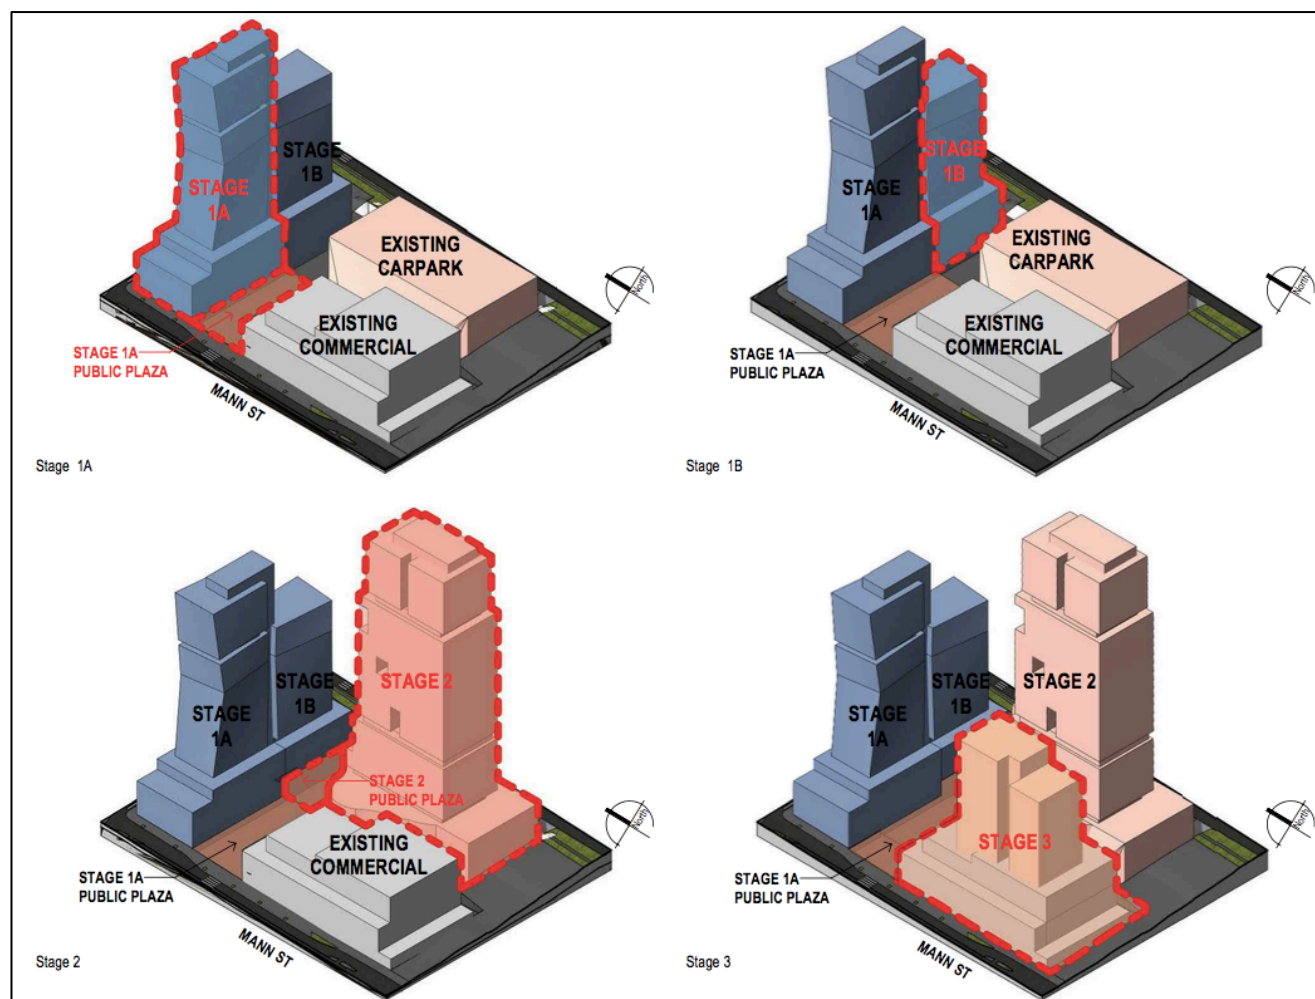 STAGE
1A
STAGE
1B
EXISTING
CARPARK
EXISTING
COMMERCIAL
STAGE 1A
PUBLIC PLAZA
MANN ST
North
Stage 1A
STAGE
1A
STAGE
1B
EXISTING
CARPARK
EXISTING
COMMERCIAL
STAGE 1A
PUBLIC PLAZA
MANN ST
North
Stage 1B
STAGE
1A
STAGE
1B
STAGE 2
STAGE 2
PUBLIC PLAZA
EXISTING
COMMERCIAL
STAGE 1A
PUBLIC PLAZA
MANN ST
North
Stage 2
STAGE
1A
STAGE
1B
STAGE 2
STAGE 3
STAGE 1A
PUBLIC PLAZA
MANN ST
North
Stage 3